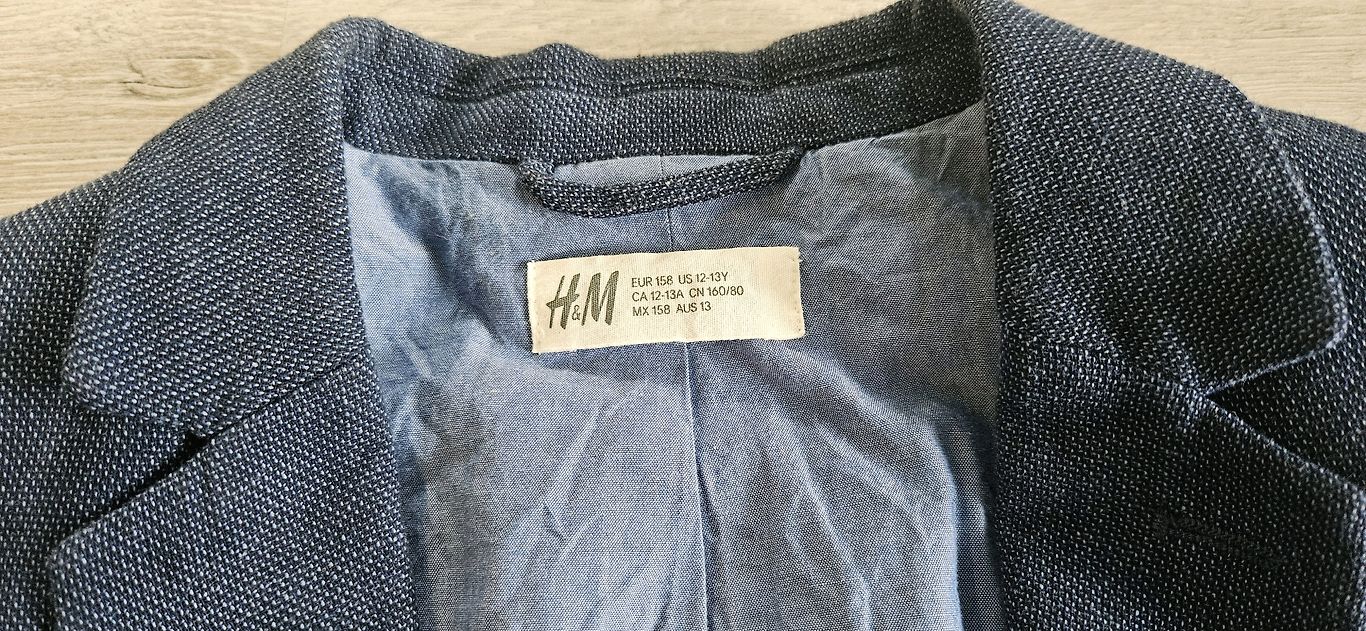 H&M
EUR 158 US 12-13Y
CA 12-13A CN 160/80
MX 158 AUS 13